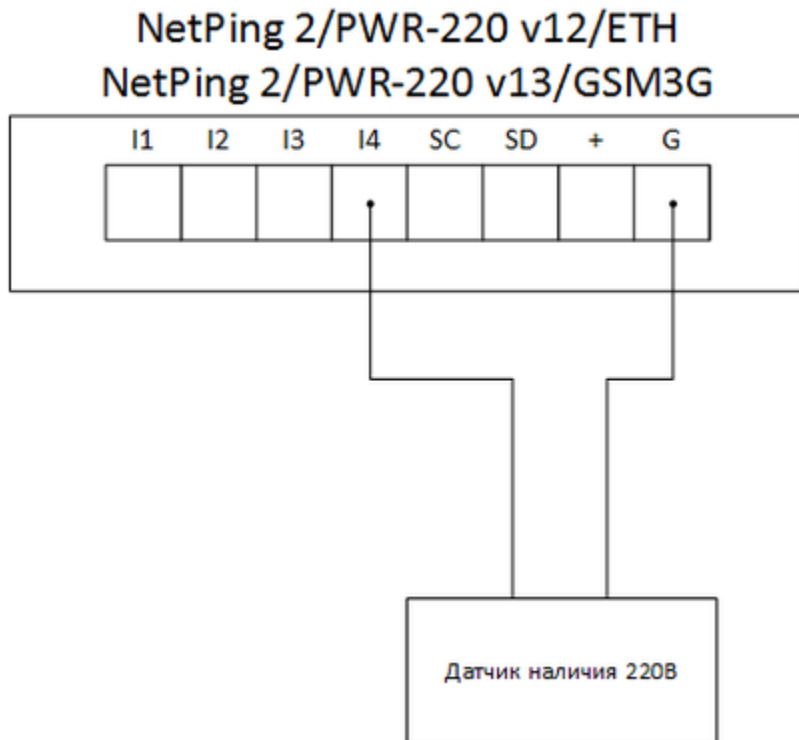 NetPing 2/PWR-220 v12/ETH
NetPing 2/PWR-220 v13/GSM3G
I1 I2 I3 I4 SC SD + G
Датчик наличия 220В